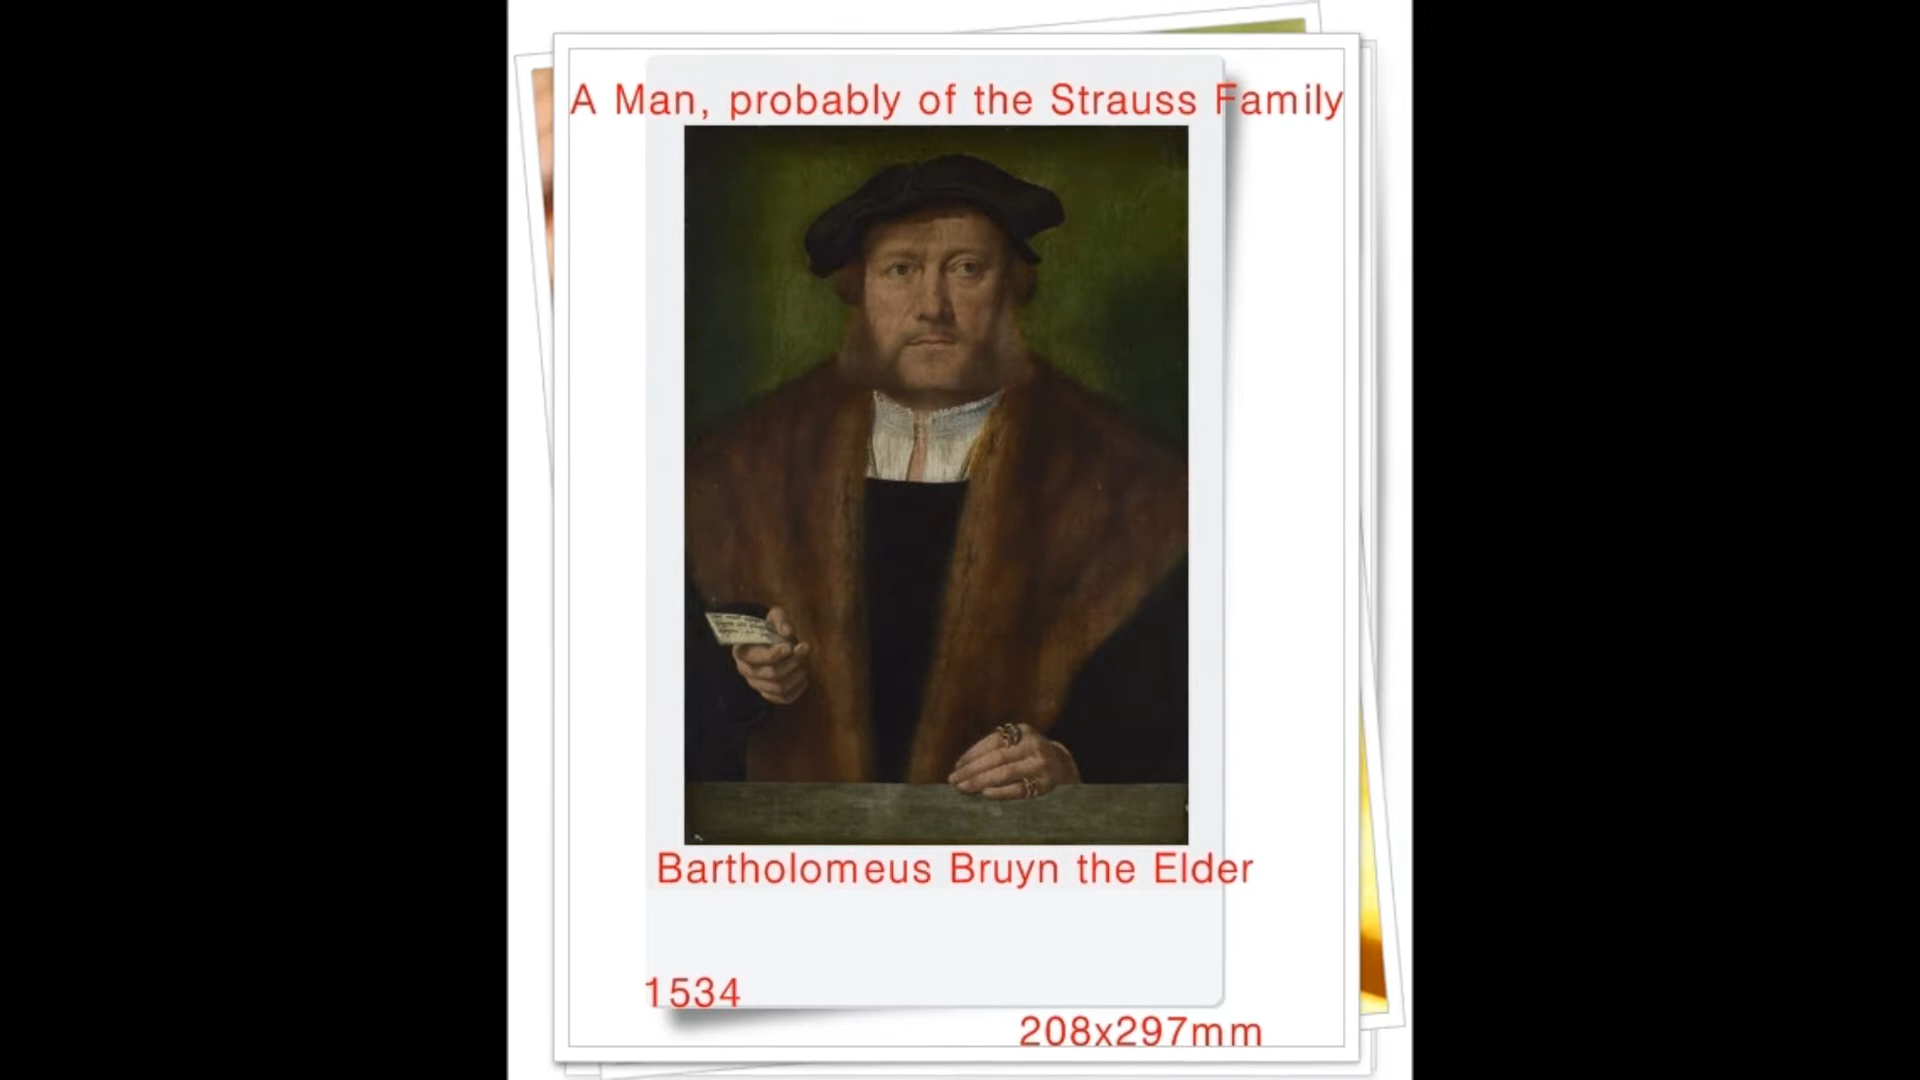 A Man, probably of the Strauss Family
Bartholomeus Bruyn the Elder
1534
208x297mm